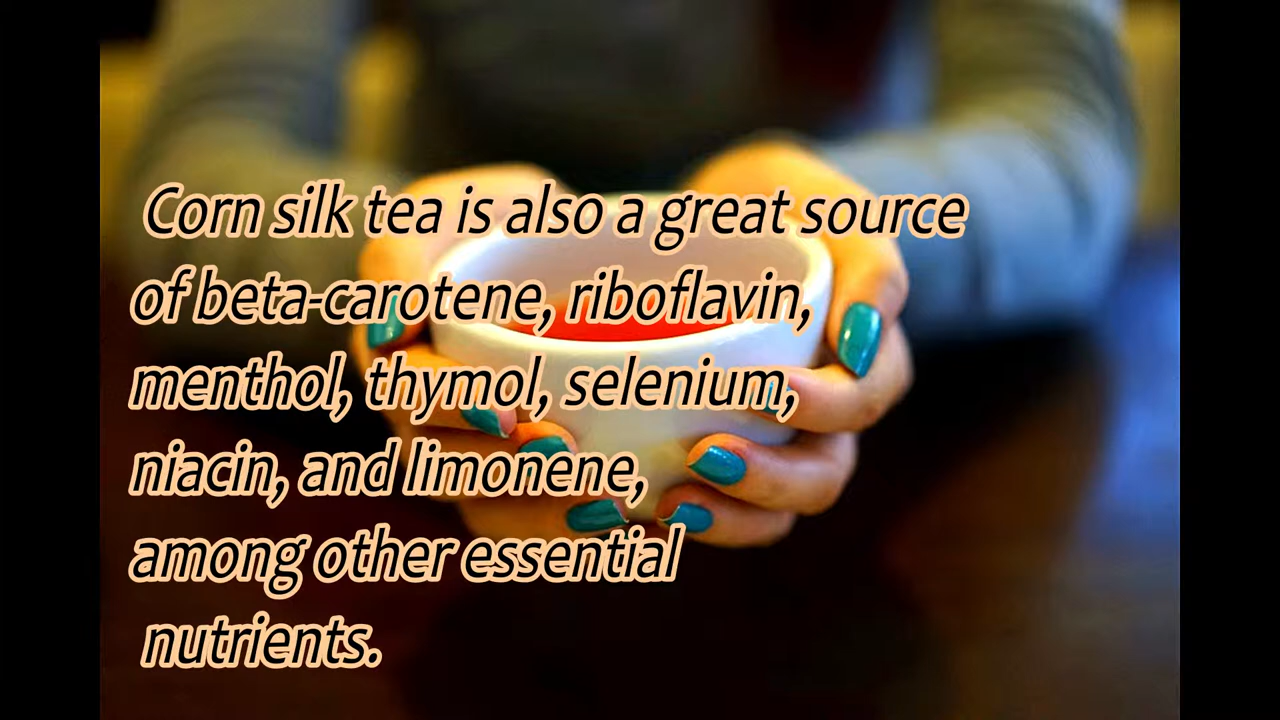 Corn silk tea is also a great source
of beta-carotene, riboflavin,
menthol, thymol, selenium,
niacin, and limonene,
among other essential
nutrients.